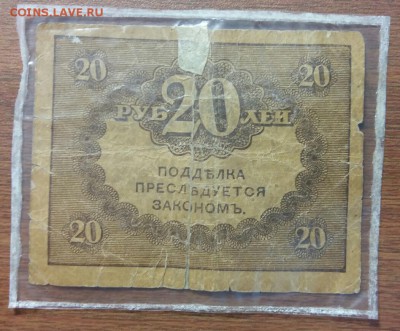 COINS.LAVE.RU
20 20
РУБ 20 ЛЕЙ
ПОДДѢЛКА
ПРЕСЛѢДУЕТСЯ
ЗАКОНОМЪ.
20 20